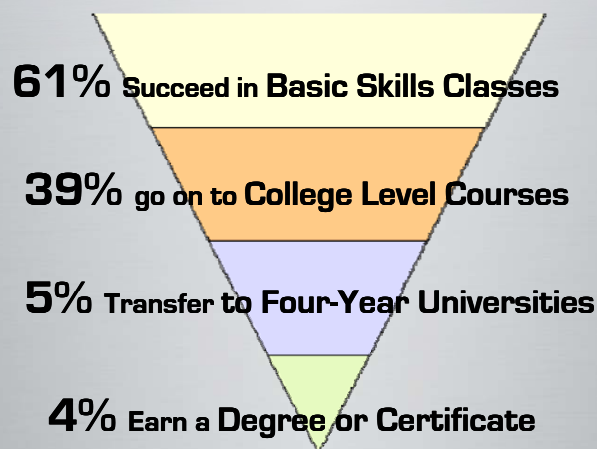 61% Succeed in Basic Skills Classes
39% go on to College Level Courses
5% Transfer to Four-Year Universities
4% Earn a Degree or Certificate